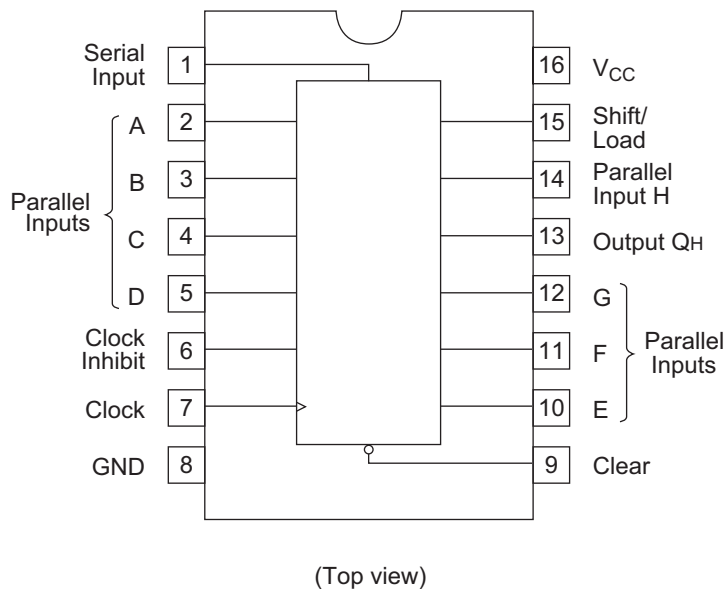 Serial
Input
1
16
VCC
A
2
15
Shift/
Load
B
3
14
Parallel
Input H
Parallel
Inputs
C
4
13
Output QH
D
5
12
G
Clock
Inhibit
6
11
F
Parallel
Inputs
Clock
7
10
E
GND
8
9
Clear
(Top view)